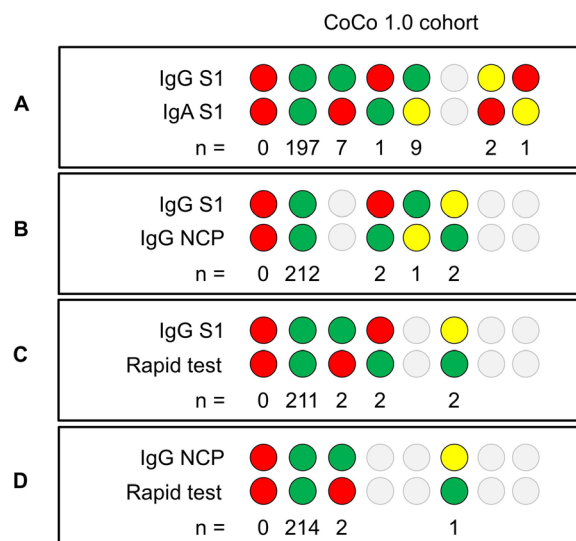 CoCo 1.0 cohort
A
IgG S1
IgA S1
n = 0 197 7 1 9 2 1
B
IgG S1
IgG NCP
n = 0 212 2 1 2
C
IgG S1
Rapid test
n = 0 211 2 2 2
D
IgG NCP
Rapid test
n = 0 214 2 1